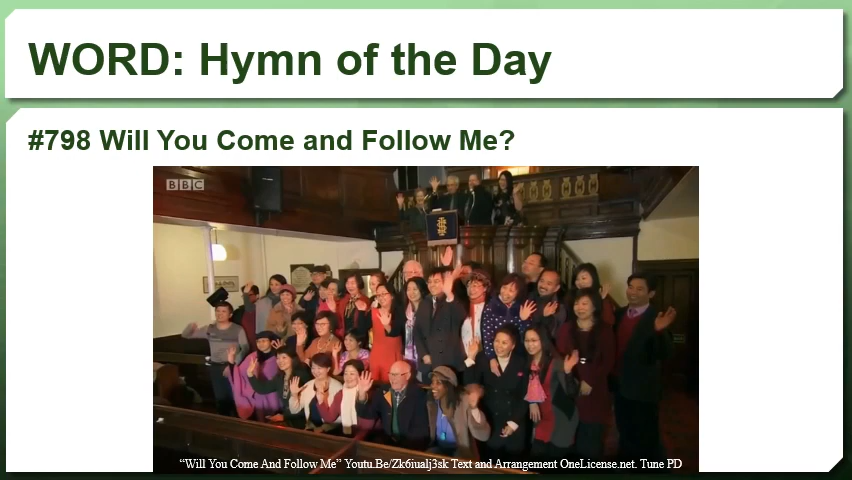 WORD: Hymn of the Day
#798 Will You Come and Follow Me?
BBC
“Will You Come And Follow Me” Youtu.Be/Zk6iualj3sk Text and Arrangement OneLicense.net. Tune PD